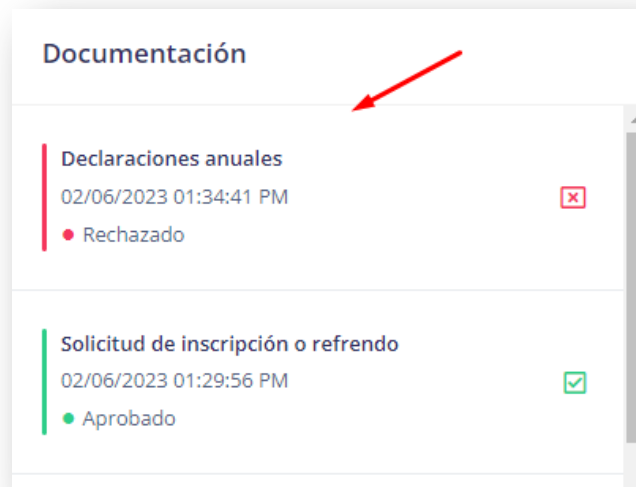 Documentación
Declaraciones anuales
02/06/2023 01:34:41 PM
Rechazado
Solicitud de inscripción o refrendo
02/06/2023 01:29:56 PM
Aprobado